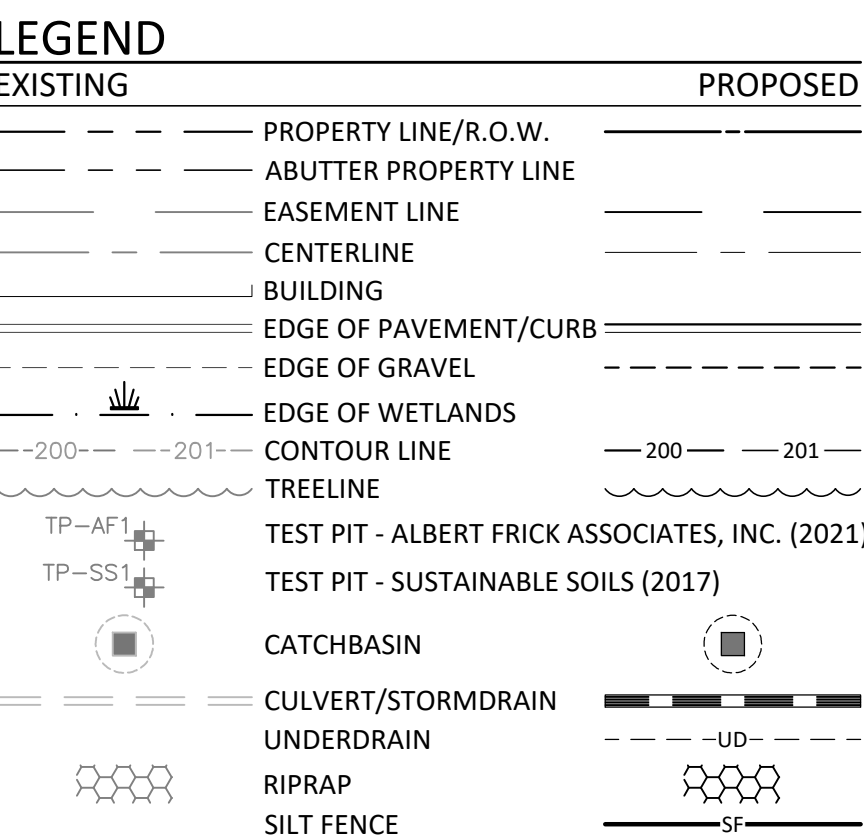 LEGEND
EXISTING PROPOSED
PROPERTY LINE/R.O.W.
ABUTTER PROPERTY LINE
EASEMENT LINE
CENTERLINE
BUILDING
EDGE OF PAVEMENT/CURB
EDGE OF GRAVEL
EDGE OF WETLANDS
200 201 CONTOUR LINE 200 201
TREELINE
TP-AF1 TEST PIT - ALBERT FRICK ASSOCIATES, INC. (2021)
TP-SS1 TEST PIT - SUSTAINABLE SOILS (2017)
CATCHBASIN
CULVERT/STORMDRAIN
UNDERDRAIN UD
RIPRAP
SILT FENCE SF